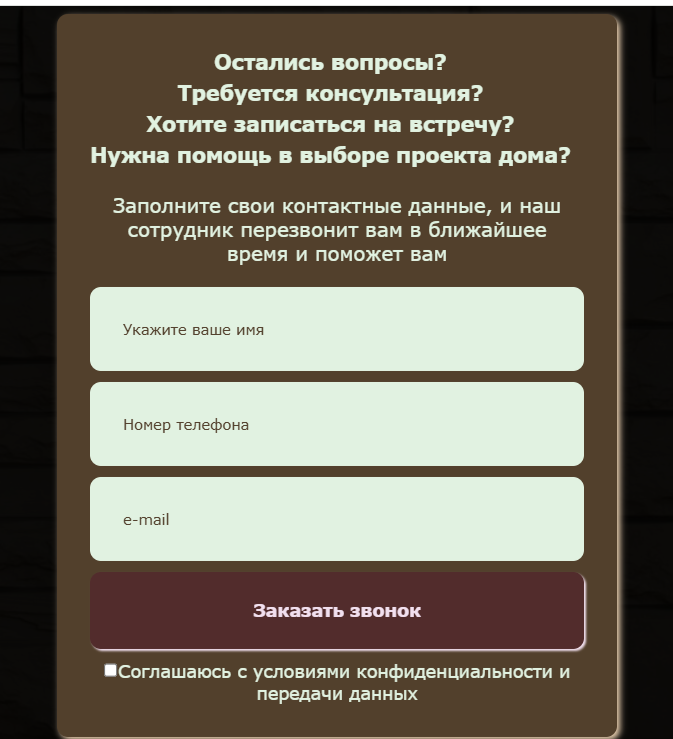 Остались вопросы?
Требуется консультация?
Хотите записаться на встречу?
Нужна помощь в выборе проекта дома?
Заполните свои контактные данные, и наш
сотрудник перезвонит вам в ближайшее
время и поможет вам
Укажите ваше имя
Номер телефона
e-mail
Заказать звонок
Соглашаюсь с условиями конфиденциальности и
передачи данных